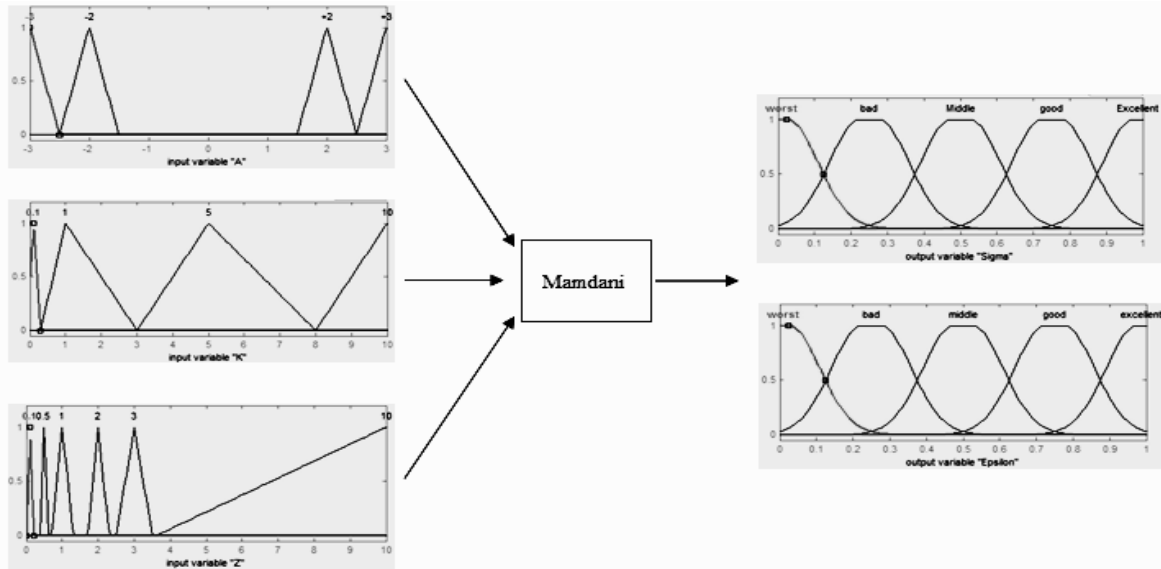 -3 -2 +2 +3
1
0.5
0
-3 -2 -1 0 1 2 3
input variable "A"
0.1 1 5 10
1
0.5
0
0 1 2 3 4 5 6 7 8 9 10
input variable "K"
0.1 0.5 1 2 3 10
1
0.5
0
0 1 2 3 4 5 6 7 8 9 10
input variable "Z"
Mamdani
worst bad Middle good Excellent
1
0.5
0
0 0.1 0.2 0.3 0.4 0.5 0.6 0.7 0.8 0.9 1
output variable "Sigma"
worst bad middle good excellent
1
0.5
0
0 0.1 0.2 0.3 0.4 0.5 0.6 0.7 0.8 0.9 1
output variable "Epsilon"